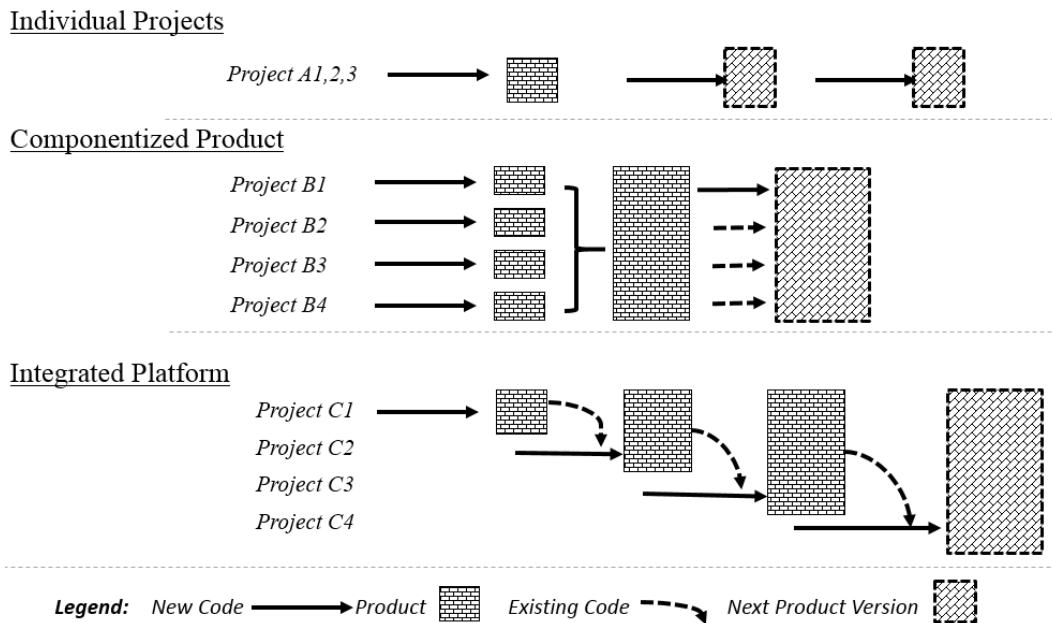 Individual Projects
Project A1,2,3
Componentized Product
Project B1
Project B2
Project B3
Project B4
Integrated Platform
Project C1
Project C2
Project C3
Project C4
Legend: New Code Product Existing Code Next Product Version